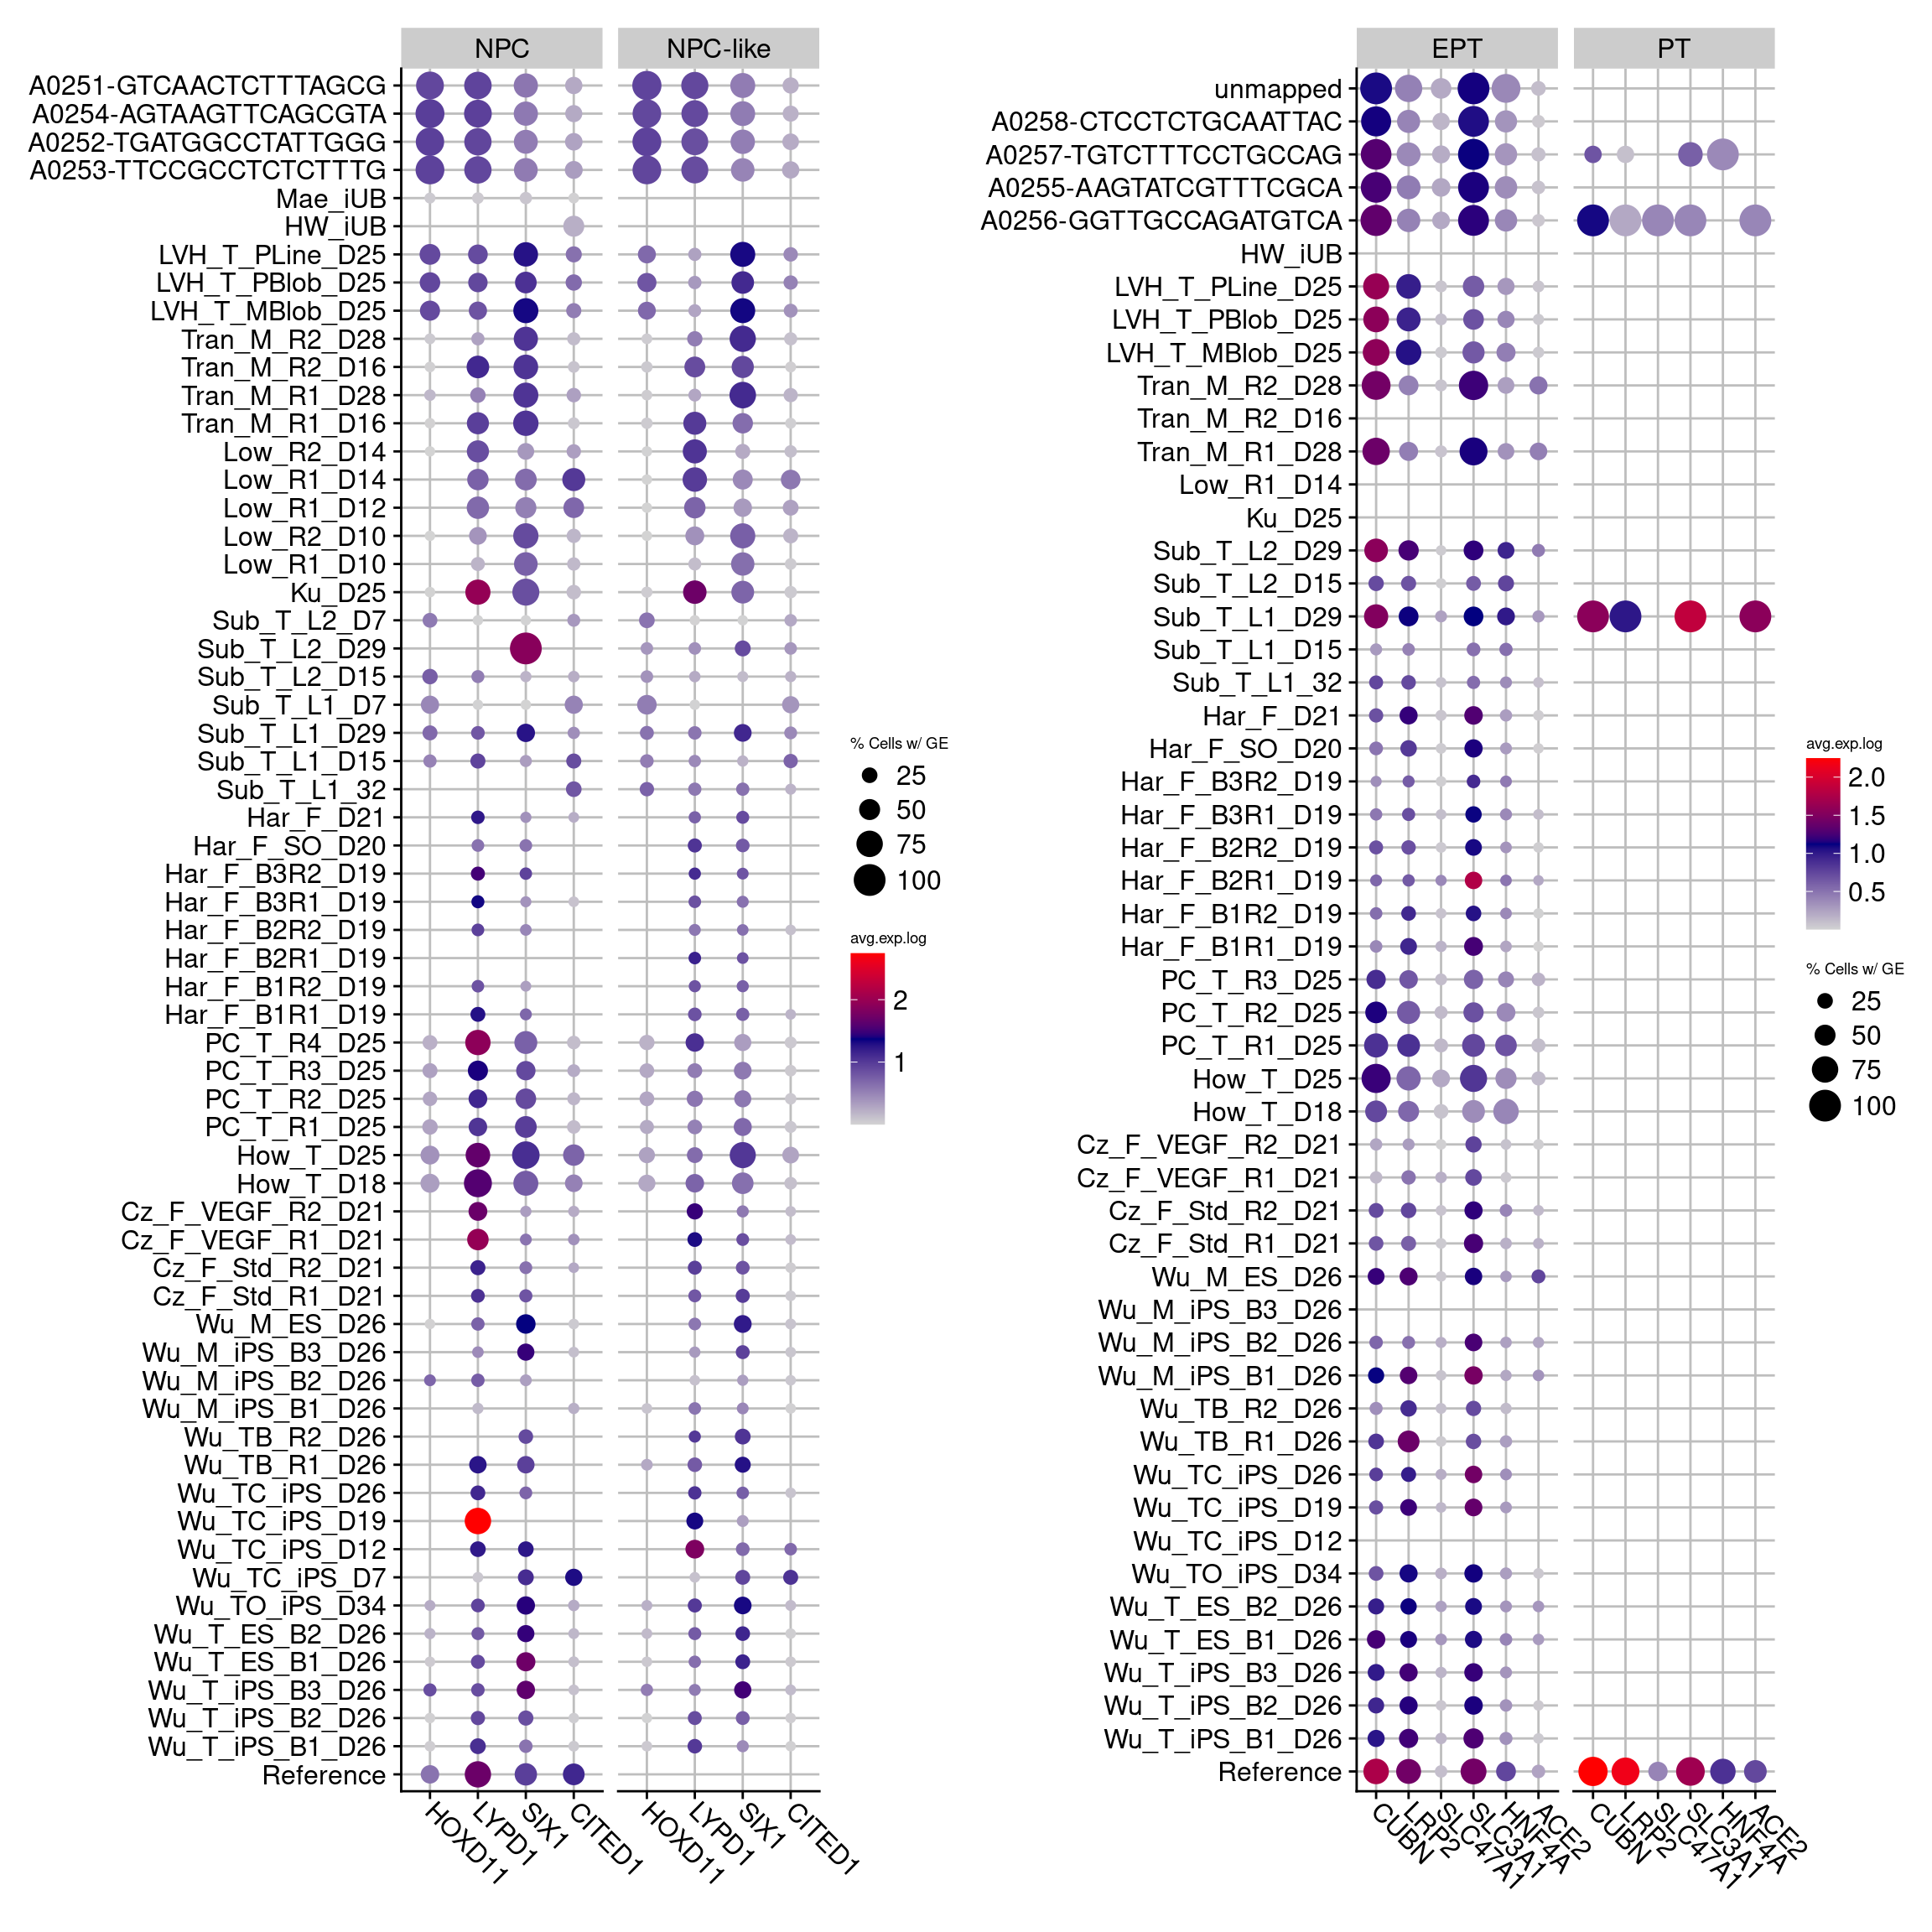 NPC
NPC-like
A0251-GTCAACTCTTTAGCG
A0254-AGTAAGTTCAGCGTA
A0252-TGATGGCCTATTGGG
A0253-TTCCGCCTCTCTTTG
Mae_iUB
HW_iUB
LVH_T_PLine_D25
LVH_T_PBlob_D25
LVH_T_MBlob_D25
Tran_M_R2_D28
Tran_M_R2_D16
Tran_M_R1_D28
Tran_M_R1_D16
Low_R2_D14
Low_R1_D14
Low_R1_D12
Low_R2_D10
Low_R1_D10
Ku_D25
Sub_T_L2_D7
Sub_T_L2_D29
Sub_T_L2_D15
Sub_T_L1_D7
Sub_T_L1_D29
Sub_T_L1_D15
Sub_T_L1_32
Har_F_D21
Har_F_SO_D20
Har_F_B3R2_D19
Har_F_B3R1_D19
Har_F_B2R2_D19
Har_F_B2R1_D19
Har_F_B1R2_D19
Har_F_B1R1_D19
PC_T_R4_D25
PC_T_R3_D25
PC_T_R2_D25
PC_T_R1_D25
How_T_D25
How_T_D18
Cz_F_VEGF_R2_D21
Cz_F_VEGF_R1_D21
Cz_F_Std_R2_D21
Cz_F_Std_R1_D21
Wu_M_ES_D26
Wu_M_iPS_B3_D26
Wu_M_iPS_B2_D26
Wu_M_iPS_B1_D26
Wu_TB_R2_D26
Wu_TB_R1_D26
Wu_TC_iPS_D26
Wu_TC_iPS_D19
Wu_TC_iPS_D12
Wu_TC_iPS_D7
Wu_TO_iPS_D34
Wu_T_ES_B2_D26
Wu_T_ES_B1_D26
Wu_T_iPS_B3_D26
Wu_T_iPS_B2_D26
Wu_T_iPS_B1_D26
Reference
HOXD11
LYPD1
SIX1
CITED1
HOXD11
LYPD1
SIX1
CITED1
% Cells w/ GE
25
50
75
100
avg.exp.log
2
1
EPT
PT
unmapped
A0258-CTCCTCTGCAATTAC
A0257-TGTCTTTCCTGCCAG
A0255-AAGTATCGTTTCGCA
A0256-GGTTGCCAGATGTCA
HW_iUB
LVH_T_PLine_D25
LVH_T_PBlob_D25
LVH_T_MBlob_D25
Tran_M_R2_D28
Tran_M_R2_D16
Tran_M_R1_D28
Low_R1_D14
Ku_D25
Sub_T_L2_D29
Sub_T_L2_D15
Sub_T_L1_D29
Sub_T_L1_D15
Sub_T_L1_32
Har_F_D21
Har_F_SO_D20
Har_F_B3R2_D19
Har_F_B3R1_D19
Har_F_B2R2_D19
Har_F_B2R1_D19
Har_F_B1R2_D19
Har_F_B1R1_D19
PC_T_R3_D25
PC_T_R2_D25
PC_T_R1_D25
How_T_D25
How_T_D18
Cz_F_VEGF_R2_D21
Cz_F_VEGF_R1_D21
Cz_F_Std_R2_D21
Cz_F_Std_R1_D21
Wu_M_ES_D26
Wu_M_iPS_B3_D26
Wu_M_iPS_B2_D26
Wu_M_iPS_B1_D26
Wu_TB_R2_D26
Wu_TB_R1_D26
Wu_TC_iPS_D26
Wu_TC_iPS_D19
Wu_TC_iPS_D12
Wu_TO_iPS_D34
Wu_T_ES_B2_D26
Wu_T_ES_B1_D26
Wu_T_iPS_B3_D26
Wu_T_iPS_B2_D26
Wu_T_iPS_B1_D26
Reference
CUBN
LRP2
SLC47A1
SLC3A1
HNF4A
ACE2
CUBN
LRP2
SLC47A1
SLC3A1
HNF4A
ACE2
avg.exp.log
2.0
1.5
1.0
0.5
% Cells w/ GE
25
50
75
100